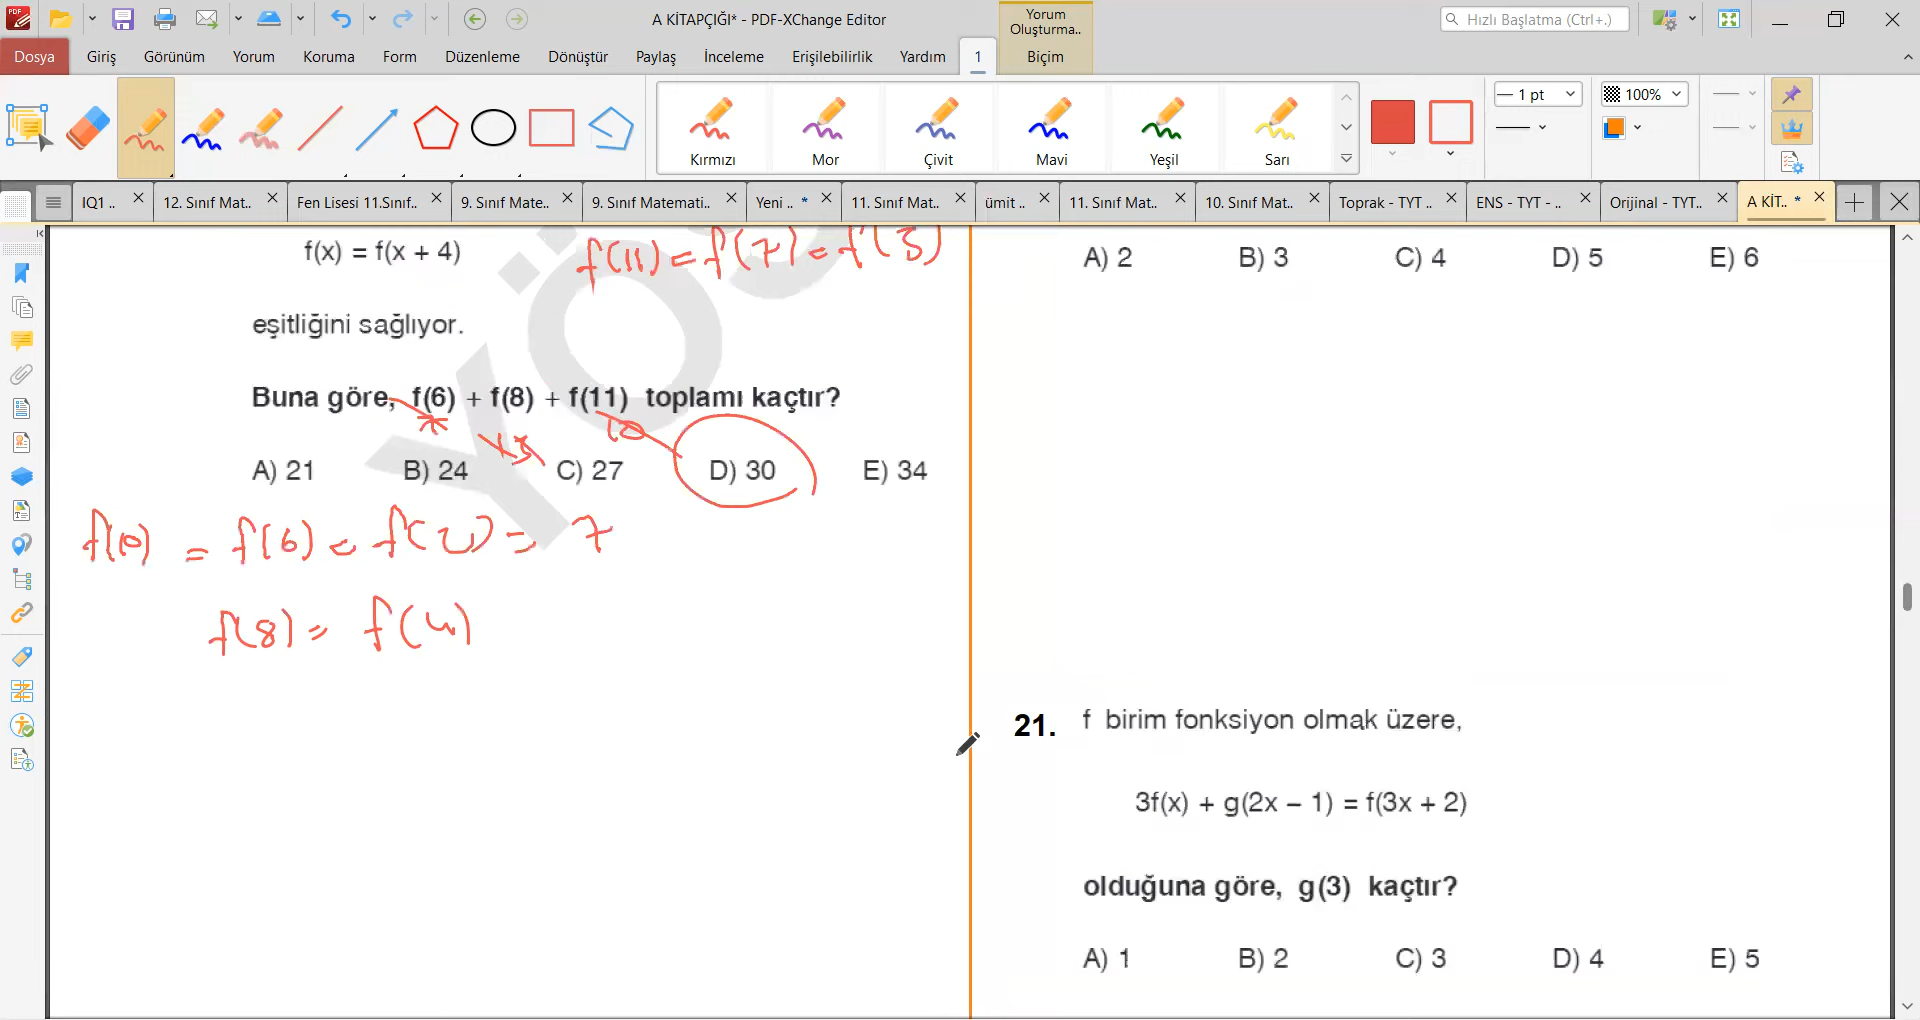 A KİTAPÇIĞI* - PDF-XChange Editor
Yorum Oluşturma..
Hızlı Başlatma (Ctrl+.)
Dosya Giriş Görünüm Yorum Koruma Form Düzenleme Dönüştür Paylaş İnceleme Erişilebilirlik Yardım 1 Biçim
1 pt 100%
Kırmızı Mor Çivit Mavi Yeşil Sarı
IQ1 .. 12. Sınıf Mat.. Fen Lisesi 11.Sınıf.. 9. Sınıf Mate.. 9. Sınıf Matemati.. Yeni .. * 11. Sınıf Mat.. ümit .. 11. Sınıf Mat.. 10. Sınıf Mat.. Toprak - TYT .. ENS - TYT - .. Orijinal - TYT.. A KİT.. *
f(x) = f(x + 4)
f(11) = f(7) = f(3)
eşitliğini sağlıyor.
Buna göre, f(6) + f(8) + f(11) toplamı kaçtır?
10
A) 21 B) 24 C) 27 D) 30 E) 34
f(10) = f(6) = f(2) = 7
f(8) = f(4)
YÖS
A) 2 B) 3 C) 4 D) 5 E) 6
21. f birim fonksiyon olmak üzere,
3f(x) + g(2x − 1) = f(3x + 2)
olduğuna göre, g(3) kaçtır?
A) 1 B) 2 C) 3 D) 4 E) 5